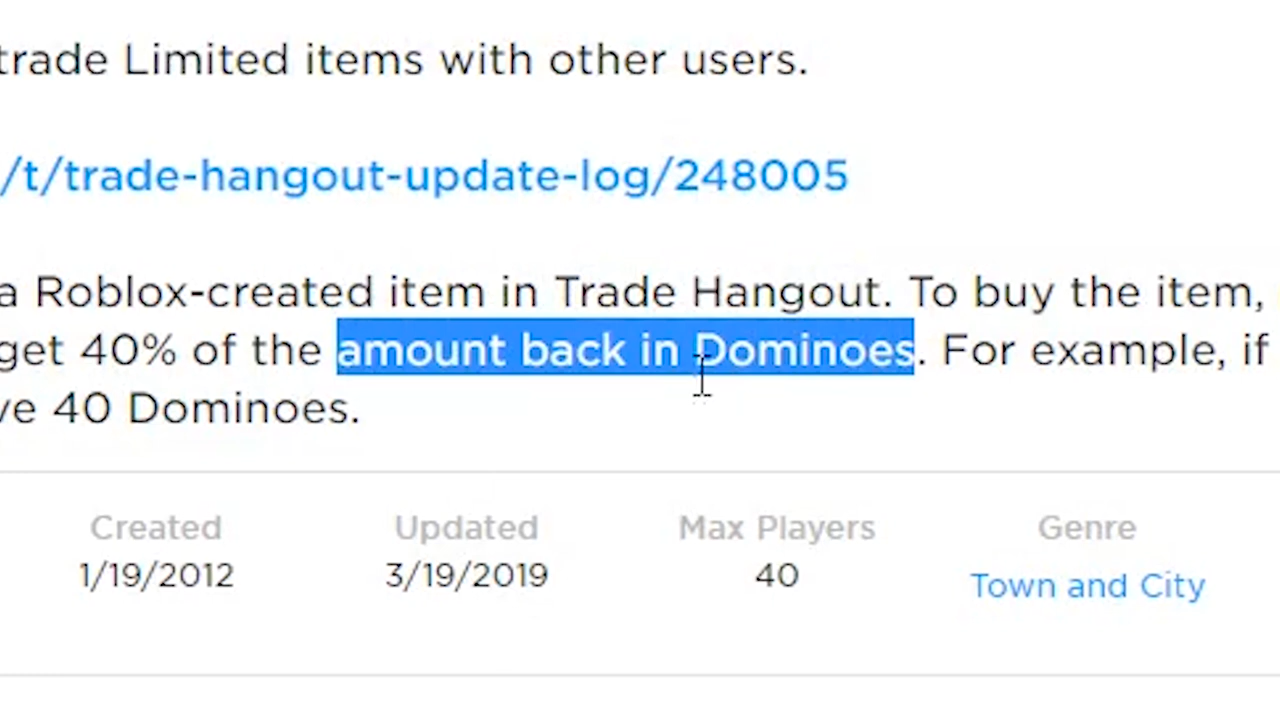 trade Limited items with other users.
/t/trade-hangout-update-log/248005
a Roblox-created item in Trade Hangout. To buy the item,
get 40% of the amount back in Dominoes. For example, if
ve 40 Dominoes.
Created Updated Max Players Genre
1/19/2012 3/19/2019 40 Town and City